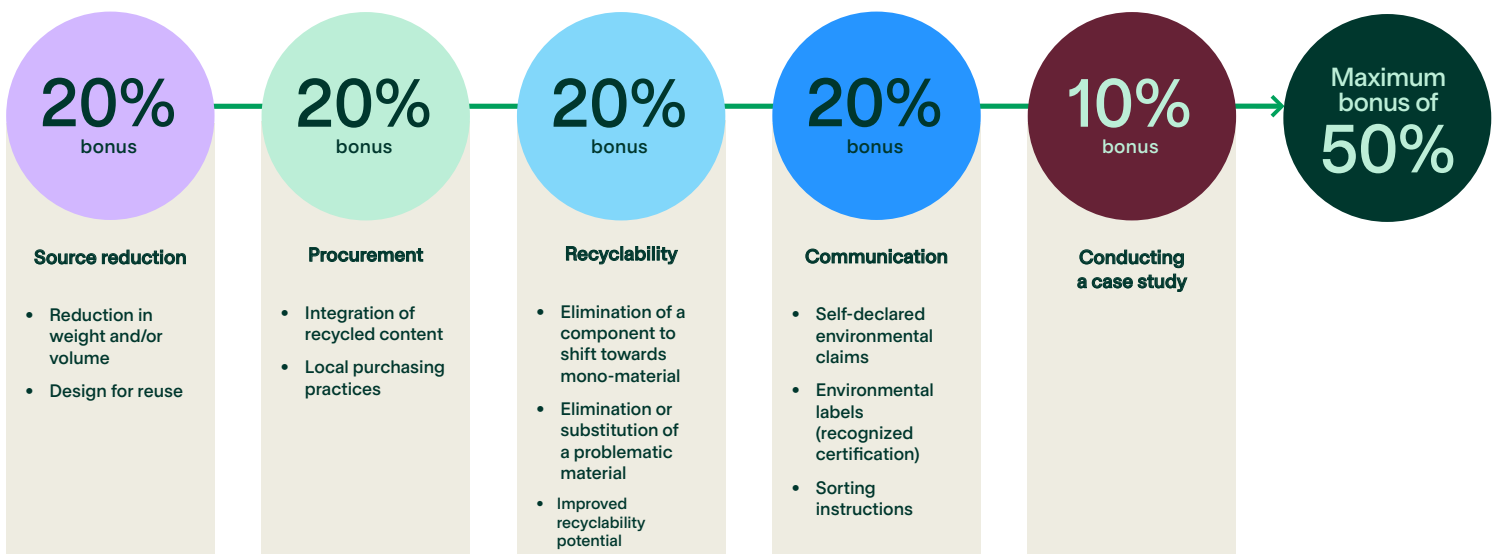 20%
bonus
20%
bonus
20%
bonus
20%
bonus
10%
bonus
Maximum
bonus of
50%
Source reduction
• Reduction in
weight and/or
volume
• Design for reuse
Procurement
• Integration of
recycled content
• Local purchasing
practices
Recyclability
• Elimination of a
component to
shift towards
mono-material
• Elimination or
substitution of
a problematic
material
• Improved
recyclability
potential
Communication
• Self-declared
environmental
claims
• Environmental
labels
(recognized
certification)
• Sorting
instructions
Conducting
a case study